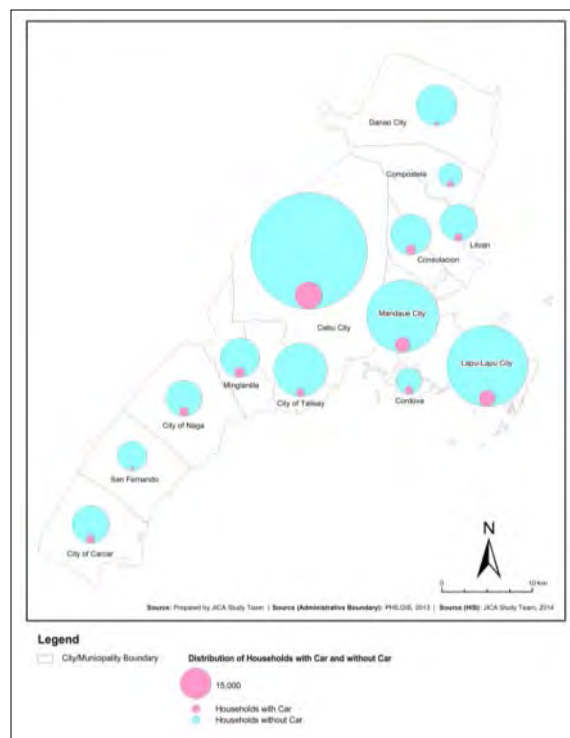 Danao City
Compostela
Liloan
Consolacion
Mandaue City
Cebu City
Lapu-Lapu City
Minglanilla
City of Talisay
Cordova
City of Naga
San Fernando
City of Carcar
N
0 10 km
Source: Prepared by JICA Study Team | Source (Administrative Boundary): PHILGIS, 2013 | Source (HIS): JICA Study Team, 2014
Legend
City/Municipality Boundary
Distribution of Households with Car and without Car
15,000
Households with Car
Households without Car